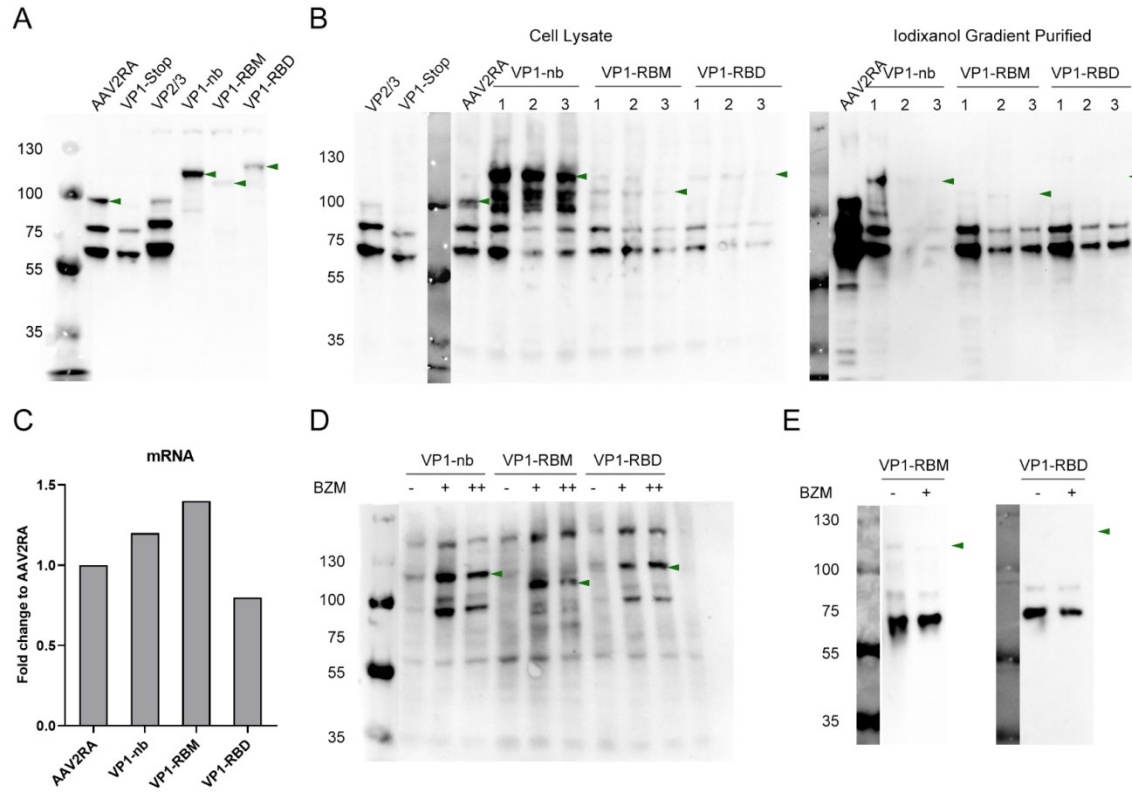 A
AAV2RA VP1-Stop VP2/3 VP1-nb VP1-RBM VP1-RBD
130
100
75
55
35
B
Cell Lysate
Iodixanol Gradient Purified
VP2/3 VP1-Stop AAV2RA VP1-nb VP1-RBM VP1-RBD
1 2 3 1 2 3 1 2 3
130
100
75
55
35
AAV2RA VP1-nb VP1-RBM VP1-RBD
1 2 3 1 2 3 1 2 3
C
mRNA
Fold change to AAV2RA
1.5
1.0
0.5
0.0
AAV2RA VP1-nb VP1-RBM VP1-RBD
D
VP1-nb VP1-RBM VP1-RBD
BZM - + ++ - + ++ - + ++
130
100
75
55
35
E
VP1-RBM VP1-RBD
BZM - + - +
130
100
75
55
35